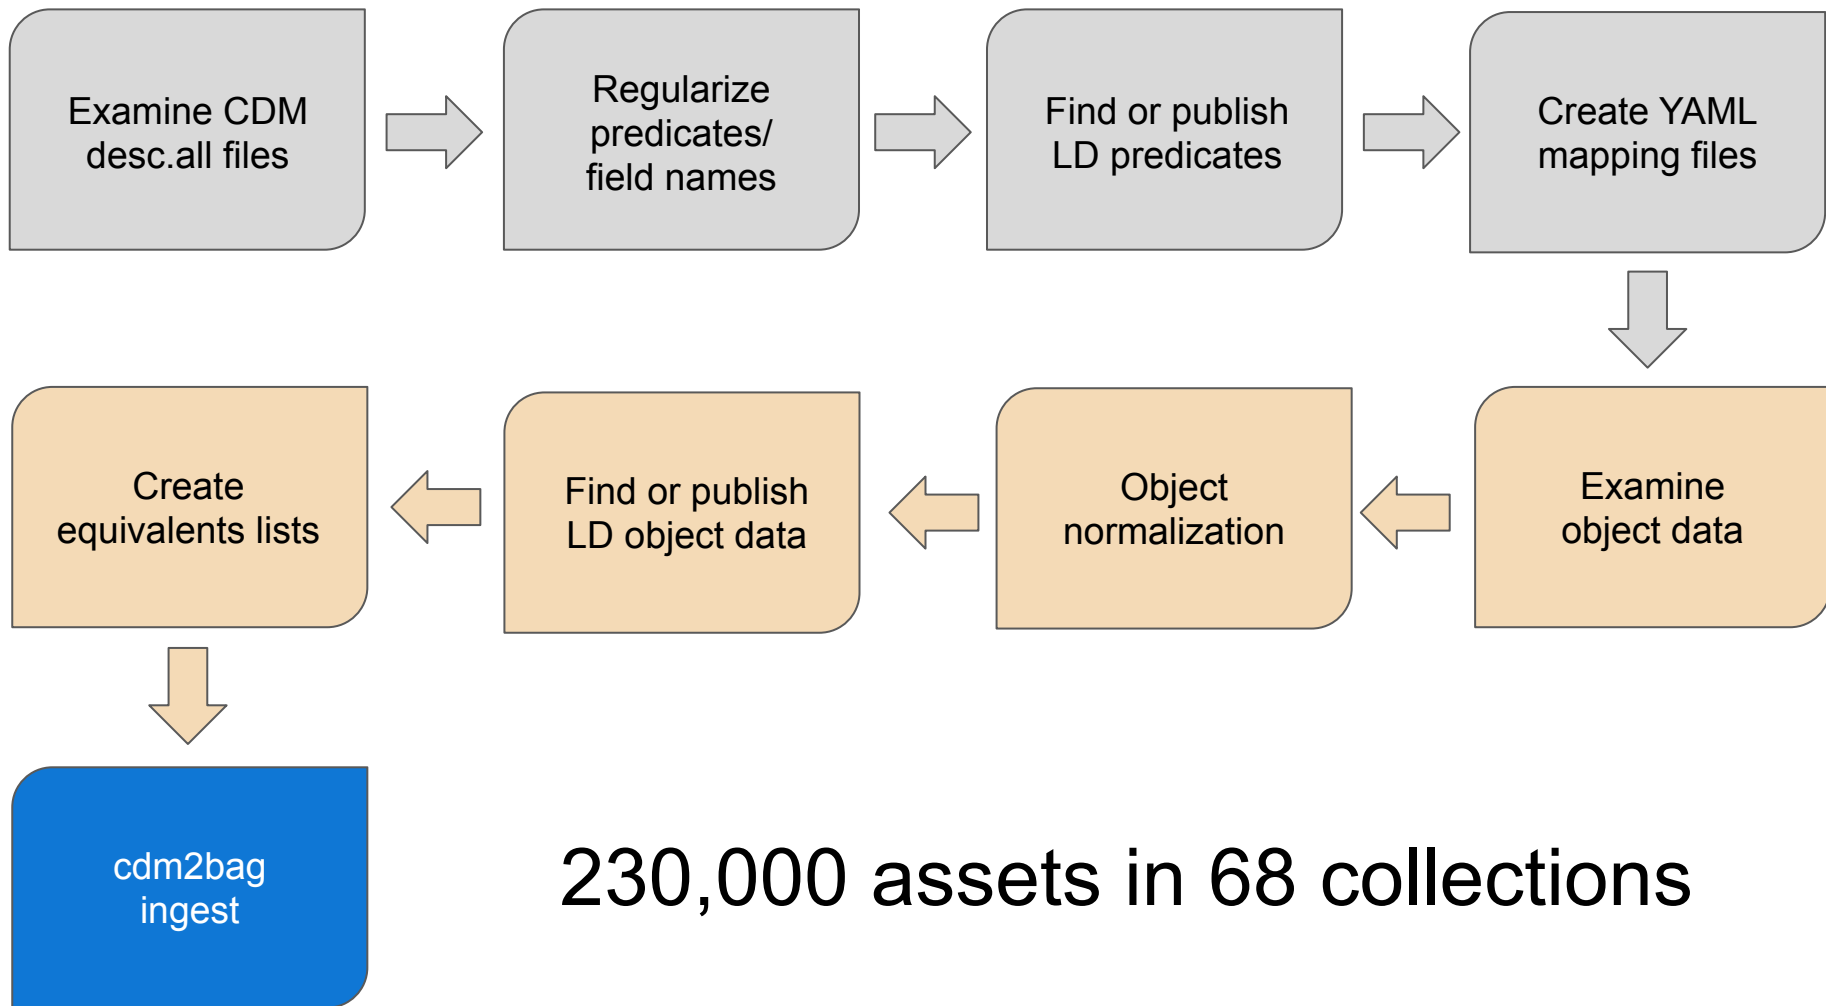 Examine CDM
desc.all files
Regularize
predicates/
field names
Find or publish
LD predicates
Create YAML
mapping files
Create
equivalents lists
Find or publish
LD object data
Object
normalization
Examine
object data
cdm2bag
ingest
230,000 assets in 68 collections